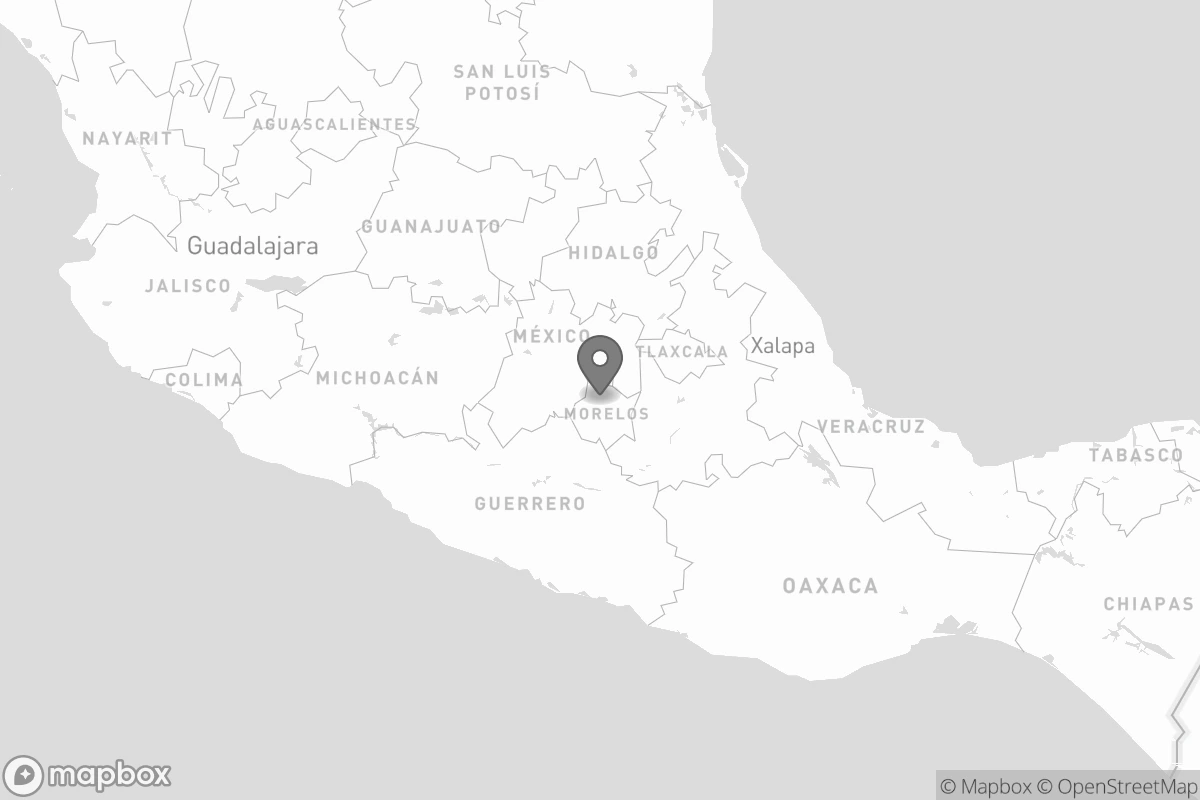 SAN LUIS
POTOSÍ
AGUASCALIENTES
NAYARIT
GUANAJUATO
Guadalajara
HIDALGO
JALISCO
MÉXICO
Xalapa
TLAXCALA
COLIMA
MICHOACÁN
MORELOS
VERACRUZ
TABASCO
GUERRERO
OAXACA
CHIAPAS
mapbox
© Mapbox © OpenStreetMap